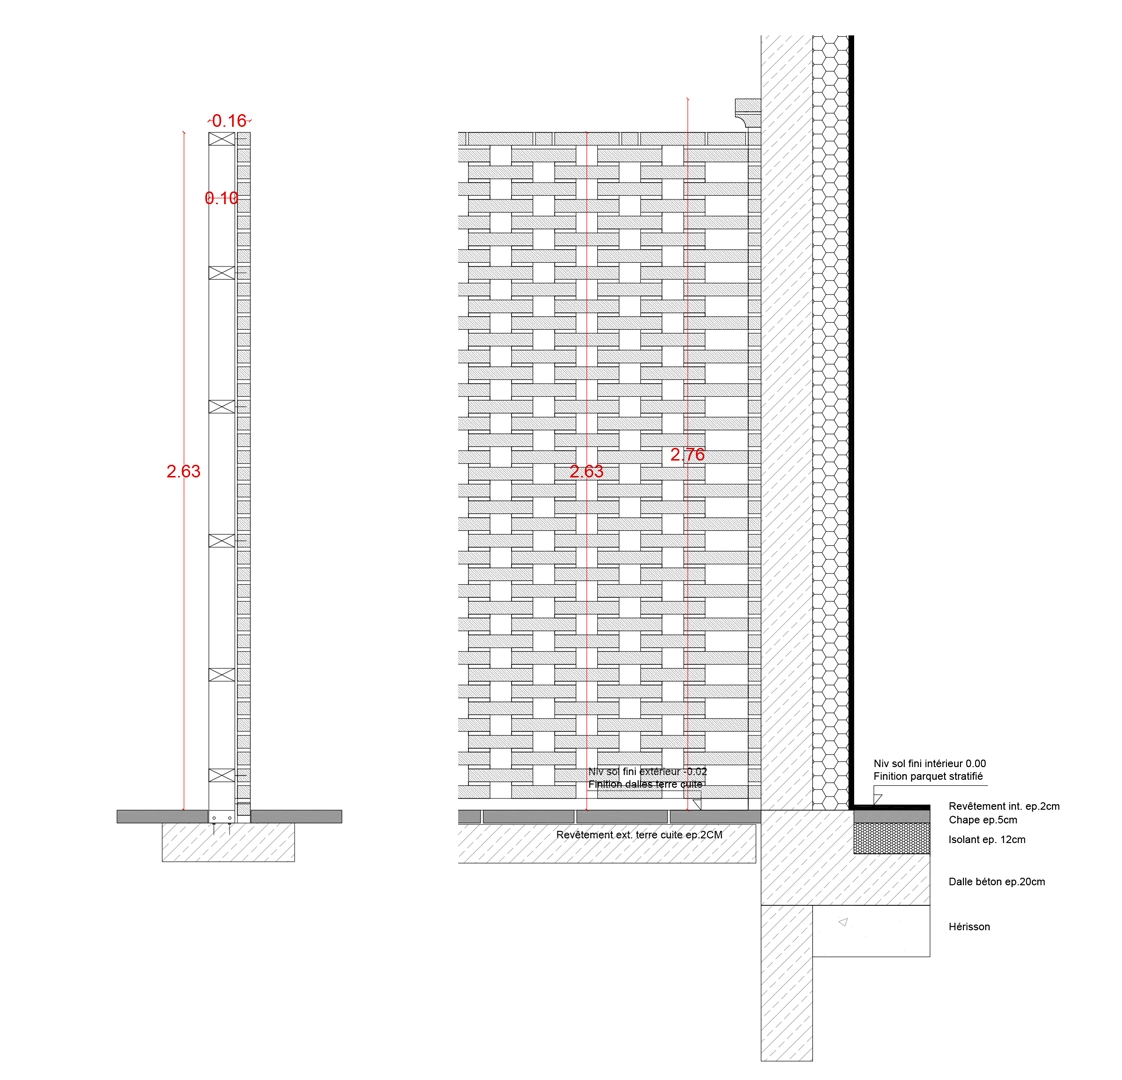 0.16
0.10
2.63
2.63
2.76
Niv sol fini extérieur -0.02
Finition dalles terre cuite
Revêtement ext. terre cuite ep.2CM
Niv sol fini intérieur 0.00
Finition parquet stratifié
Revêtement int. ep.2cm
Chape ep.5cm
Isolant ep. 12cm
Dalle béton ep.20cm
Hérisson